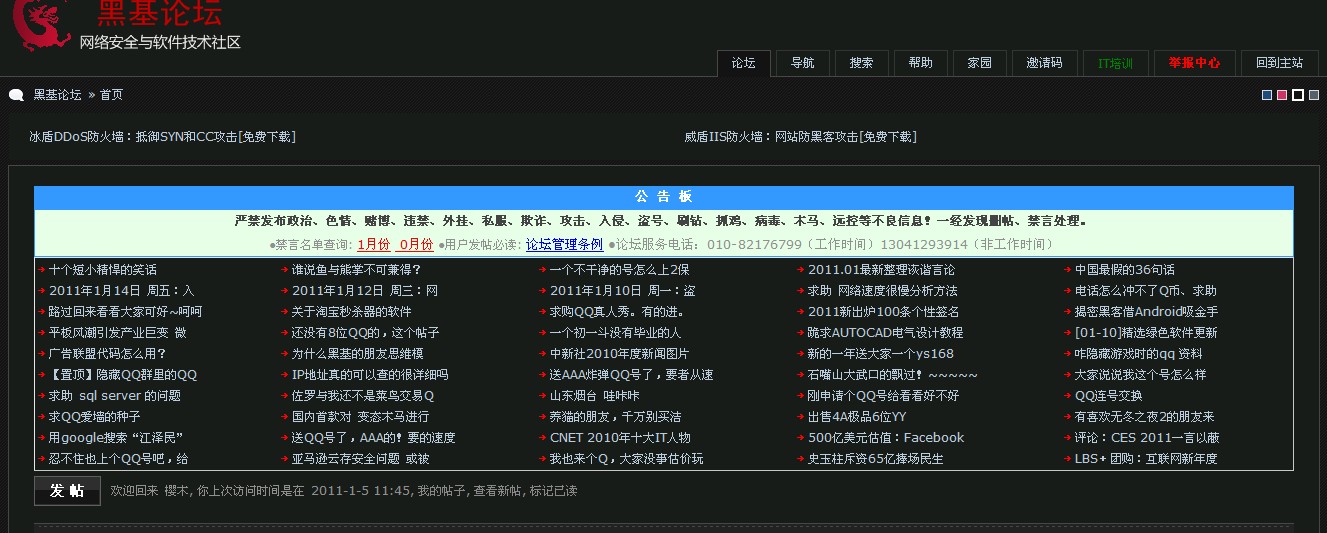 黑基论坛
网络安全与软件技术社区
论坛 导航 搜索 帮助 家园 邀请码 IT培训 举报中心 回到主站
黑基论坛 » 首页
冰盾DDoS防火墙：抵御SYN和CC攻击[免费下载] 威盾IIS防火墙：网站防黑客攻击[免费下载]
公 告 板
严禁发布政治、色情、赌博、违禁、外挂、私服、欺诈、攻击、入侵、盗号、刷钻、抓鸡、病毒、木马、远控等不良信息！一经发现删帖、禁言处理。
●禁言名单查询: 1月份 0月份 ●用户发帖必读: 论坛管理条例 ●论坛服务电话：010-82176799（工作时间）13041293914（非工作时间）
十个短小精悍的笑话 谁说鱼与熊掌不可兼得？ 一个不干净的号怎么上2保 2011.01最新整理诙谐言论 中国最假的36句话
2011年1月14日 周五：入 2011年1月12日 周三：网 2011年1月10日 周一：盗 求助 网络速度很慢分析方法 电话怎么冲不了Q币、求助
路过回来看看大家可好~呵呵 关于淘宝秒杀器的软件 求购QQ真人秀。有的进。 2011新出炉100条个性签名 揭密黑客借Android吸金手
平板风潮引发产业巨变 微 还没有8位QQ的，这个帖子 一个初一斗没有毕业的人 跪求AUTOCAD电气设计教程 [01-10]精选绿色软件更新
广告联盟代码怎么用？ 为什么黑基的朋友思维模 中新社2010年度新闻图片 新的一年送大家一个ys168 咋隐藏游戏时的qq 资料
【置顶】隐藏QQ群里的QQ IP地址真的可以查的很详细吗 送AAA炸弹QQ号了，要者从速 石嘴山大武口的飘过！~~~~~ 大家说说我这个号怎么样
求助 sql server 的问题 佐罗与我还不是菜鸟交易Q 山东烟台 哇咔咔 刚申请个QQ号给看看好不好 QQ连号交换
求QQ爱墙的种子 国内首款对 变态木马进行 养猫的朋友，千万别买洁 出售4A极品6位YY 有喜欢无冬之夜2的朋友来
用google搜索“江泽民” 送QQ号了，AAA的！要的速度 CNET 2010年十大IT人物 500亿美元估值：Facebook 评论：CES 2011一言以蔽
忍不住也上个QQ号吧，给 亚马逊云存安全问题 或被 我也来个Q，大家没事估价玩 史玉柱斥资65亿捧场民生 LBS＋团购：互联网新年度
发 帖 欢迎回来 樱木, 你上次访问时间是在 2011-1-5 11:45, 我的帖子, 查看新帖, 标记已读